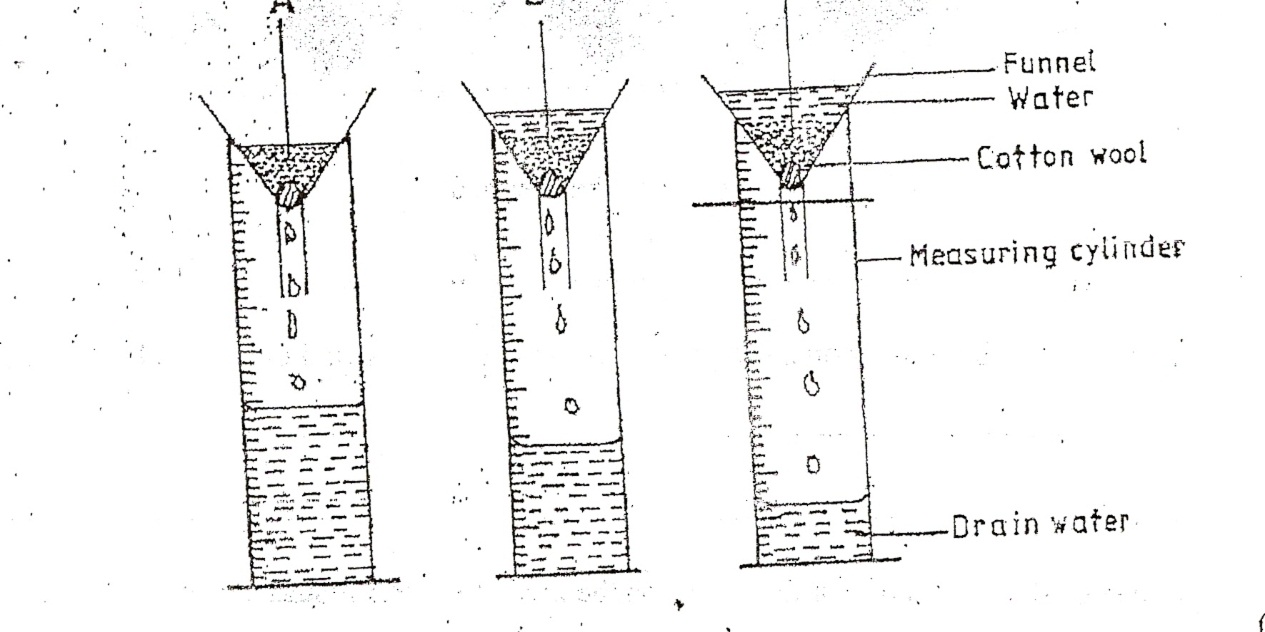 A
Funnel
Water
Cotton wool
Measuring cylinder
Drain water